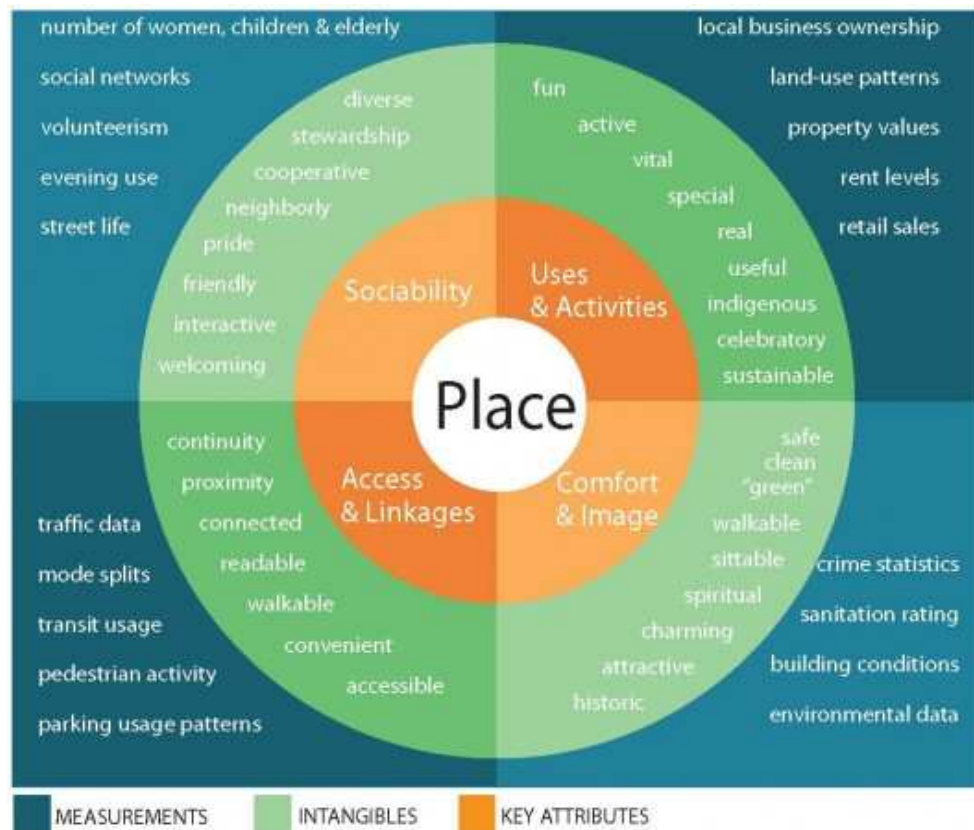 number of women, children & elderly
social networks
volunteerism
evening use
street life
diverse
stewardship
cooperative
neighborly
pride
friendly
interactive
welcoming
Sociability
local business ownership
land-use patterns
property values
rent levels
retail sales
fun
active
vital
special
real
useful
indigenous
celebratory
sustainable
Uses
& Activities
Place
continuity
proximity
connected
readable
walkable
convenient
accessible
Access
& Linkages
traffic data
mode splits
transit usage
pedestrian activity
parking usage patterns
Comfort
& Image
safe
clean
"green"
walkable
sittable
spiritual
charming
attractive
historic
crime statistics
sanitation rating
building conditions
environmental data
MEASUREMENTS
INTANGIBLES
KEY ATTRIBUTES